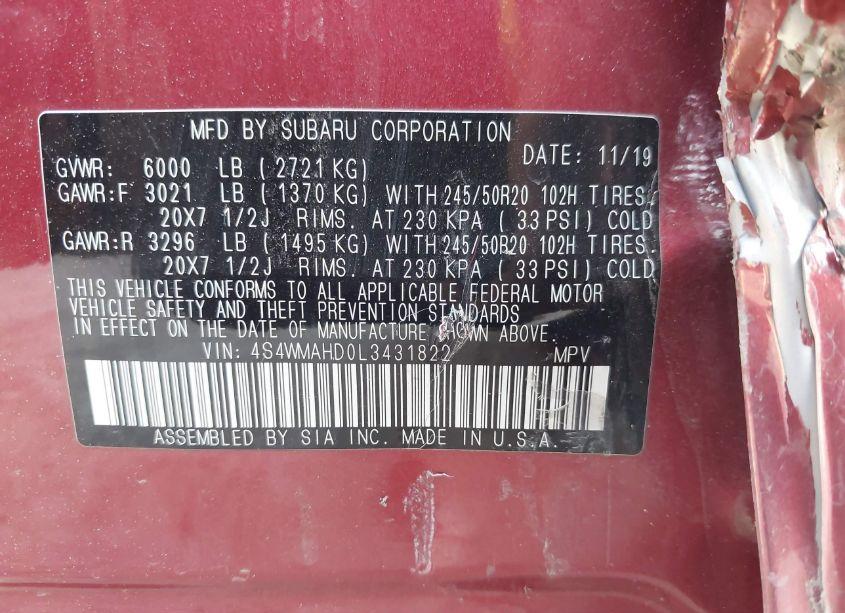 MFD BY SUBARU CORPORATION
DATE: 11/19
GVWR: 6000 LB ( 2721 KG)
GAWR:F 3021 LB ( 1370 KG) WITH 245/50R20 102H TIRES.
20X7 1/2J RIMS. AT 230 KPA ( 33 PSI) COLD
GAWR:R 3296 LB ( 1495 KG) WITH 245/50R20 102H TIRES.
20X7 1/2J RIMS. AT 230 KPA ( 33 PSI) COLD
THIS VEHICLE CONFORMS TO ALL APPLICABLE FEDERAL MOTOR
VEHICLE SAFETY AND THEFT PREVENTION STANDARDS
IN EFFECT ON THE DATE OF MANUFACTURE SHOWN ABOVE.
VIN: 4S4WMAHD0L3431822 MPV
ASSEMBLED BY SIA INC. MADE IN U.S.A.